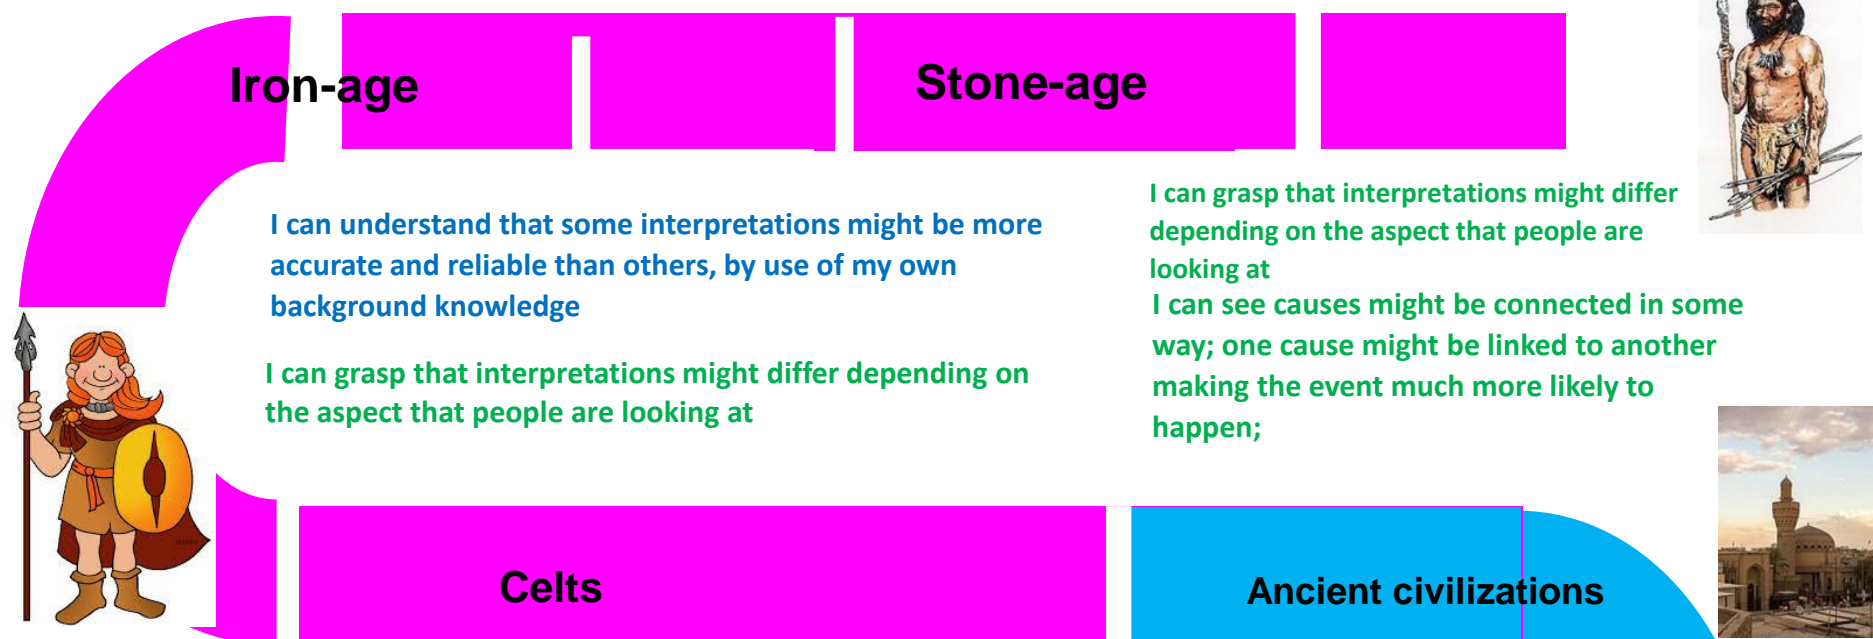 Iron-age
Stone-age
I can understand that some interpretations might be more
accurate and reliable than others, by use of my own
background knowledge
I can grasp that interpretations might differ depending on
the aspect that people are looking at
I can grasp that interpretations might differ
depending on the aspect that people are
looking at
I can see causes might be connected in some
way; one cause might be linked to another
making the event much more likely to
happen;
Celts
Ancient civilizations